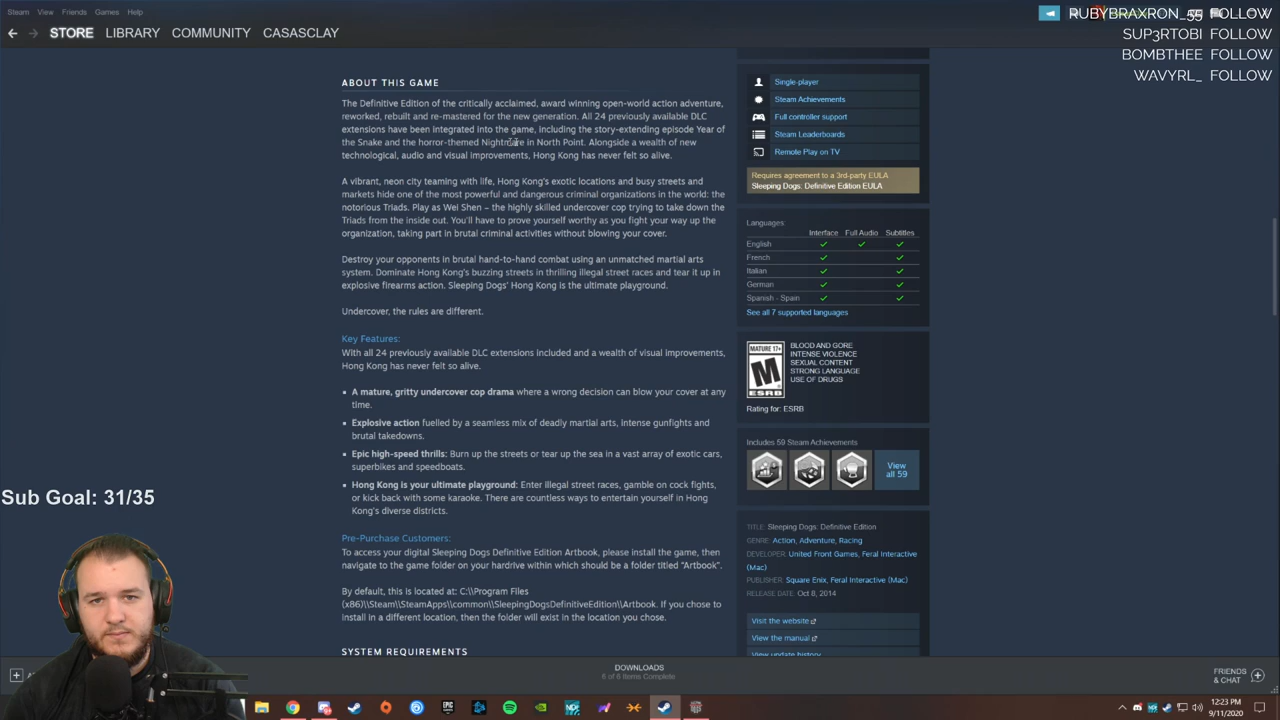 Steam View Friends Games Help
RUBYBRAXRON_55 FOLLOW
SUP3RTOBI FOLLOW
BOMBTHEE FOLLOW
WAVYRL_ FOLLOW
STORE LIBRARY COMMUNITY CASASCLAY
ABOUT THIS GAME
The Definitive Edition of the critically acclaimed, award winning open-world action adventure,
reworked, rebuilt and re-mastered for the new generation. All 24 previously available DLC
extensions have been integrated into the game, including the story-extending episode Year of
the Snake and the horror-themed Nightmare in North Point. Alongside a wealth of new
technological, audio and visual improvements, Hong Kong has never felt so alive.
A vibrant, neon city teaming with life, Hong Kong's exotic locations and busy streets and
markets hide one of the most powerful and dangerous criminal organizations in the world: the
notorious Triads. Play as Wei Shen – the highly skilled undercover cop trying to take down the
Triads from the inside out. You'll have to prove yourself worthy as you fight your way up the
organization, taking part in brutal criminal activities without blowing your cover.
Destroy your opponents in brutal hand-to-hand combat using an unmatched martial arts
system. Dominate Hong Kong's buzzing streets in thrilling illegal street races and tear it up in
explosive firearms action. Sleeping Dogs' Hong Kong is the ultimate playground.
Undercover, the rules are different.
Key Features:
With all 24 previously available DLC extensions included and a wealth of visual improvements,
Hong Kong has never felt so alive.
A mature, gritty undercover cop drama where a wrong decision can blow your cover at any
time.
Explosive action fuelled by a seamless mix of deadly martial arts, intense gunfights and
brutal takedowns.
Epic high-speed thrills: Burn up the streets or tear up the sea in a vast array of exotic cars,
superbikes and speedboats.
Hong Kong is your ultimate playground: Enter illegal street races, gamble on cock fights,
or kick back with some karaoke. There are countless ways to entertain yourself in Hong
Kong's diverse districts.
Pre-Purchase Customers:
To access your digital Sleeping Dogs Definitive Edition Artbook, please install the game, then
navigate to the game folder on your hardrive within which should be a folder titled "Artbook".
By default, this is located at: C:\\Program Files
(x86)\\Steam\\SteamApps\\common\\SleepingDogsDefinitiveEdition\\Artbook. If you chose to
install in a different location, then the folder will exist in the location you chose.
SYSTEM REQUIREMENTS
Single-player
Steam Achievements
Full controller support
Steam Leaderboards
Remote Play on TV
Requires agreement to a 3rd-party EULA
Sleeping Dogs: Definitive Edition EULA
Languages:
Interface Full Audio Subtitles
English ✓ ✓ ✓
French ✓ ✓
Italian ✓ ✓
German ✓ ✓
Spanish - Spain ✓ ✓
See all 7 supported languages
MATURE 17+
M
ESRB
BLOOD AND GORE
INTENSE VIOLENCE
SEXUAL CONTENT
STRONG LANGUAGE
USE OF DRUGS
Rating for: ESRB
Includes 59 Steam Achievements
View
all 59
TITLE: Sleeping Dogs: Definitive Edition
GENRE: Action, Adventure, Racing
DEVELOPER: United Front Games, Feral Interactive
(Mac)
PUBLISHER: Square Enix, Feral Interactive (Mac)
RELEASE DATE: Oct 8, 2014
Visit the website
View the manual
View update history
Sub Goal: 31/35
DOWNLOADS
6 of 6 Items Complete
FRIENDS
& CHAT
EPIC
GAMES
12:23 PM
9/11/2020